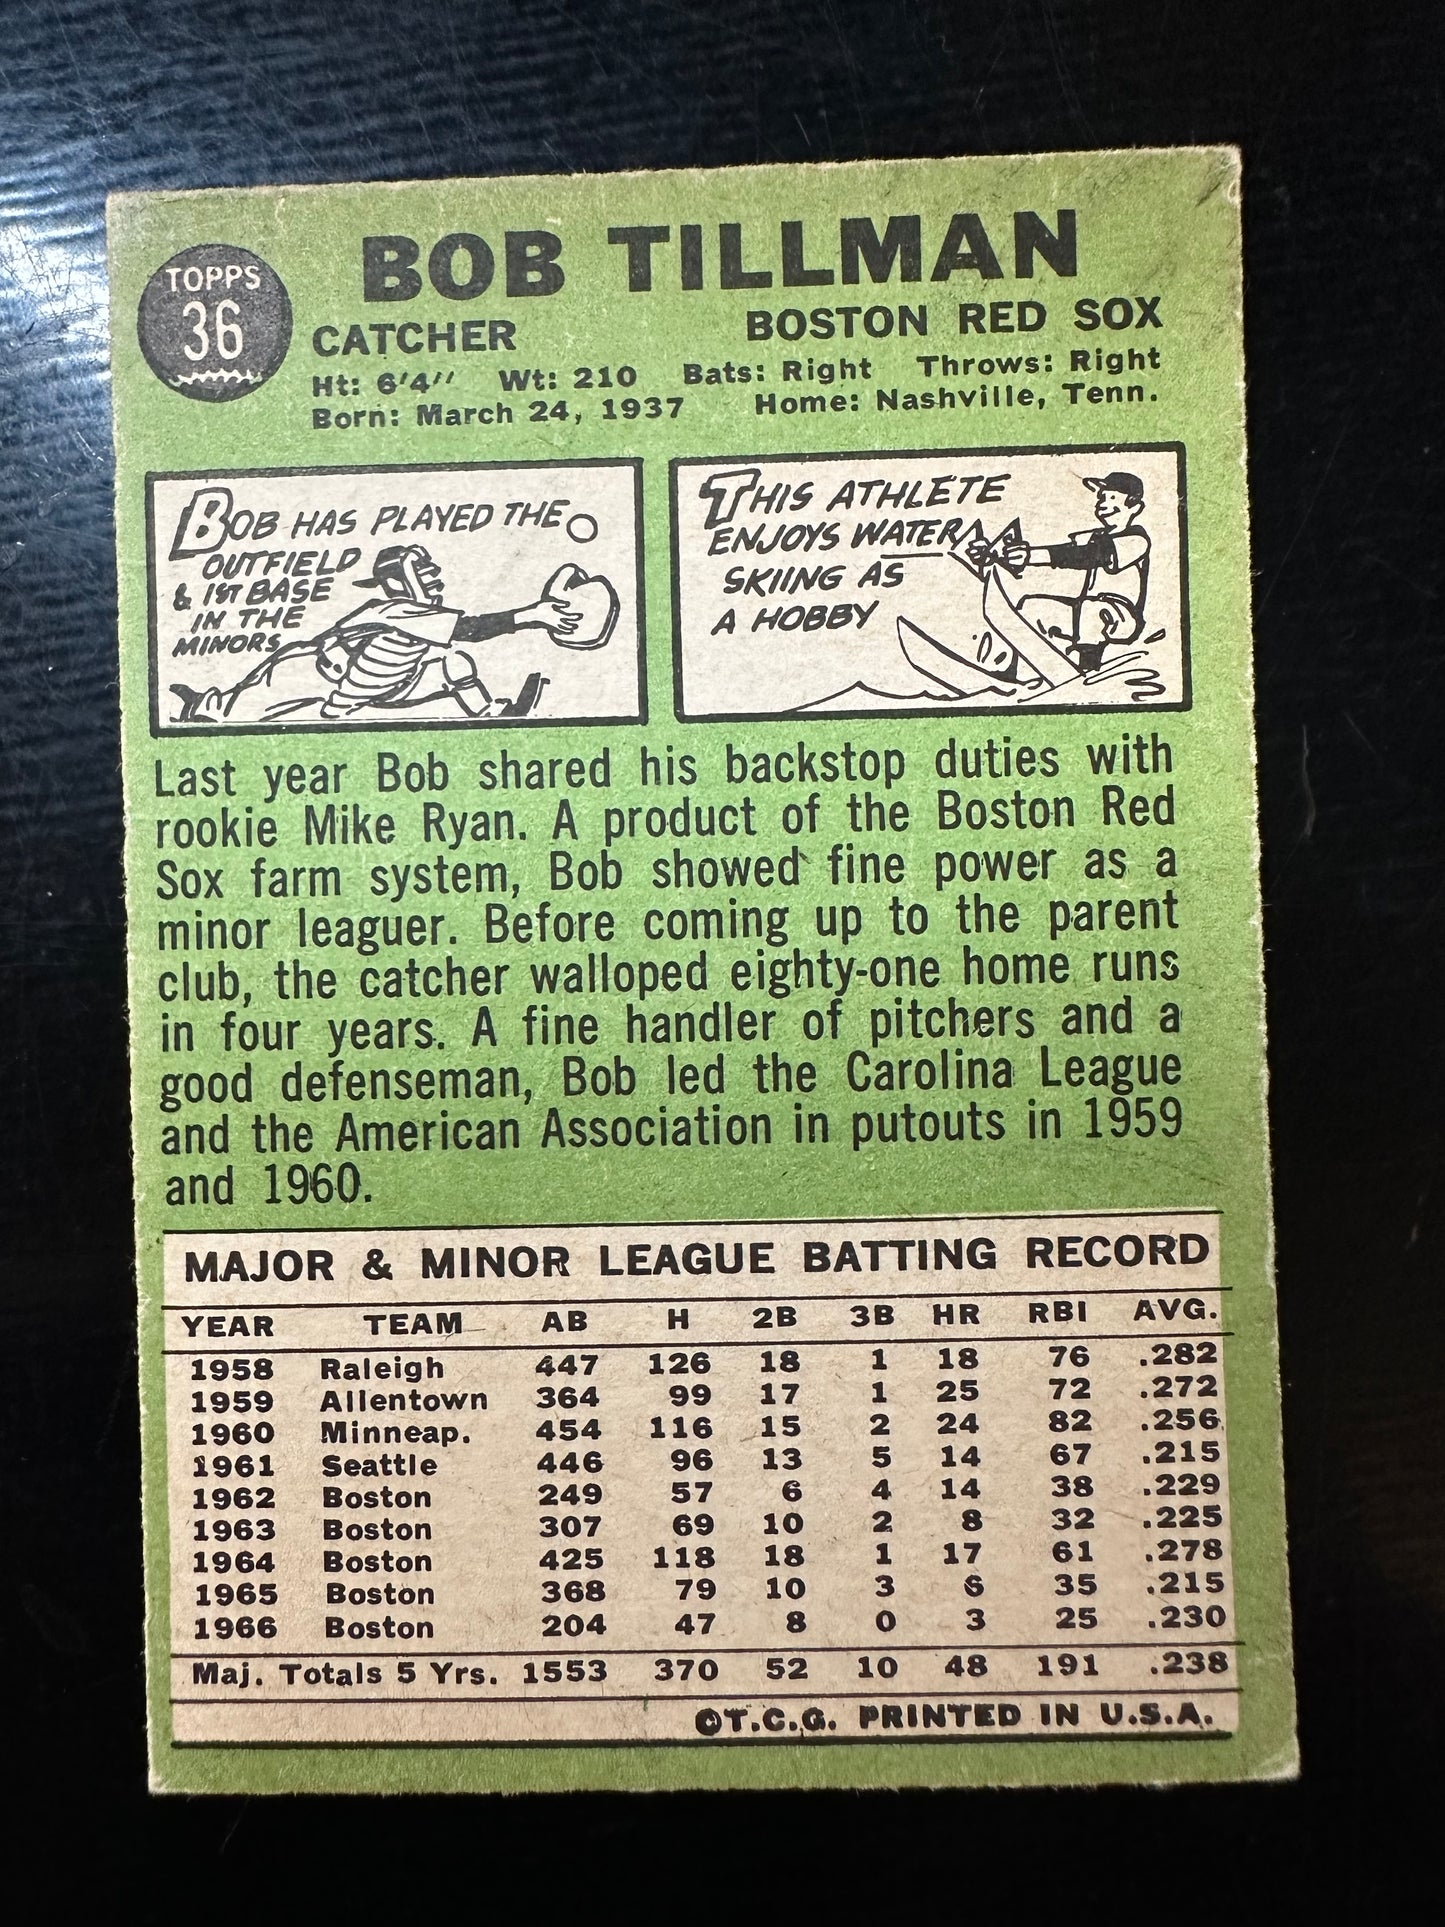 TOPPS
36
BOB TILLMAN
CATCHER BOSTON RED SOX
Ht: 6'4" Wt: 210 Bats: Right Throws: Right
Born: March 24, 1937 Home: Nashville, Tenn.
BOB HAS PLAYED THE
OUTFIELD
& 1ST BASE
IN THE
MINORS
THIS ATHLETE
ENJOYS WATER
SKIING AS
A HOBBY
Last year Bob shared his backstop duties with
rookie Mike Ryan. A product of the Boston Red
Sox farm system, Bob showed fine power as a
minor leaguer. Before coming up to the parent
club, the catcher walloped eighty-one home runs
in four years. A fine handler of pitchers and a
good defenseman, Bob led the Carolina League
and the American Association in putouts in 1959
and 1960.
MAJOR & MINOR LEAGUE BATTING RECORD
YEAR TEAM AB H 2B 3B HR RBI AVG.
1958 Raleigh 447 126 18 1 18 76 .282
1959 Allentown 364 99 17 1 25 72 .272
1960 Minneap. 454 116 15 2 24 82 .256
1961 Seattle 446 96 13 5 14 67 .215
1962 Boston 249 57 6 4 14 38 .229
1963 Boston 307 69 10 2 8 32 .225
1964 Boston 425 118 18 1 17 61 .278
1965 Boston 368 79 10 3 6 35 .215
1966 Boston 204 47 8 0 3 25 .230
Maj. Totals 5 Yrs. 1553 370 52 10 48 191 .238
©T.C.G. PRINTED IN U.S.A.